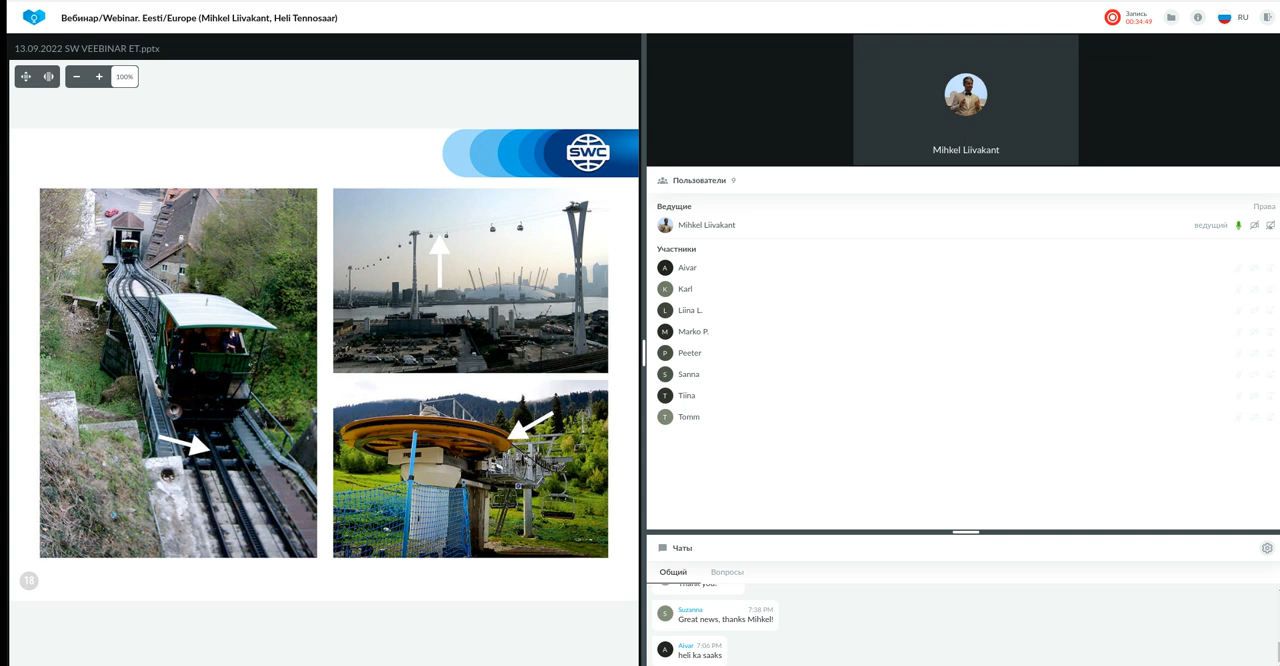 Вебинар/Webinar. Eesti/Europe (Mihkel Liivakant, Heli Tennosaar)
Запись
00:34:49
RU
13.09.2022 SW VEEBINAR ET.pptx
100%
SWC
18
Mihkel Liivakant
Пользователи 9
Ведущие Права
Mihkel Liivakant ведущий
Участники
A Aivar
K Karl
L Liina L.
M Marko P.
P Peeter
S Sanna
T Tiina
T Tomm
Чаты
Общий Вопросы
Thank you!
S Suzanna 7:38 PM
Great news, thanks Mihkel!
A Aivar 7:06 PM
heli ka saaks